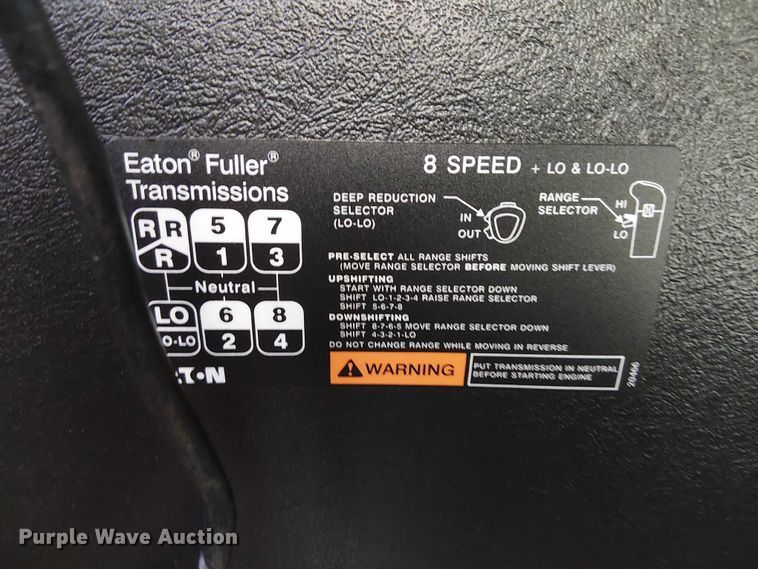 Eaton® Fuller®
Transmissions
8 SPEED + LO & LO-LO
DEEP REDUCTION
SELECTOR
(LO-LO)
IN
OUT
RANGE
SELECTOR
HI
LO
R R 5 7
R 1 3
Neutral
LO 6 8
O-LO 2 4
PRE-SELECT ALL RANGE SHIFTS
(MOVE RANGE SELECTOR BEFORE MOVING SHIFT LEVER)
UPSHIFTING
START WITH RANGE SELECTOR DOWN
SHIFT LO-1-2-3-4 RAISE RANGE SELECTOR
SHIFT 5-6-7-8
DOWNSHIFTING
SHIFT 8-7-6-5 MOVE RANGE SELECTOR DOWN
SHIFT 4-3-2-1-LO
DO NOT CHANGE RANGE WHILE MOVING IN REVERSE
WARNING
PUT TRANSMISSION IN NEUTRAL
BEFORE STARTING ENGINE
20466
T•N
Purple Wave Auction